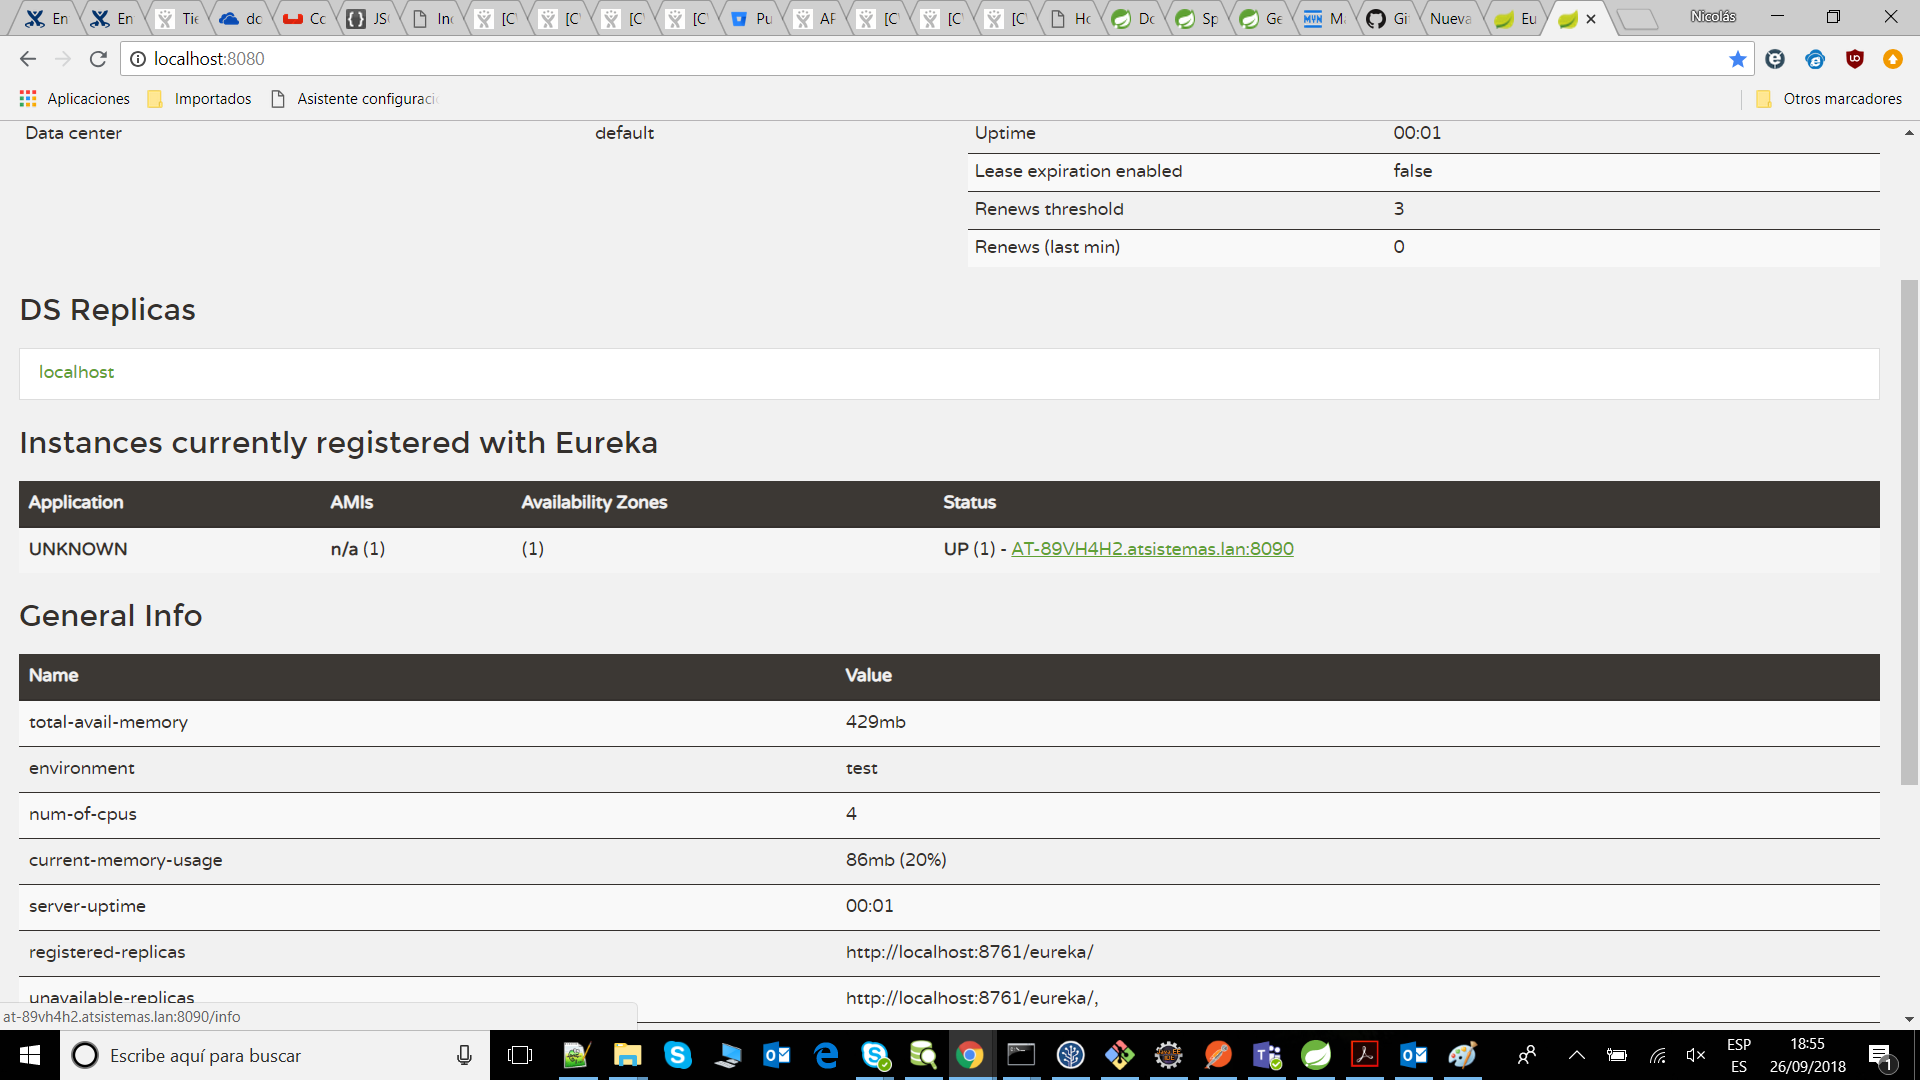 En
En
Tie
dc
Cc
JS
Inc
[C
[C
[C
[C
Pu
AF
[C
[C
[C
Hc
Dc
Sp
Ge
M
Gi
Nueva
Eu
Nicolás
localhost:8080
Aplicaciones
Importados
Asistente configuraci
Otros marcadores
Data center default
Uptime 00:01
Lease expiration enabled false
Renews threshold 3
Renews (last min) 0
DS Replicas
localhost
Instances currently registered with Eureka
Application AMIs Availability Zones Status
UNKNOWN n/a (1) (1) UP (1) - AT-89VH4H2.atsistemas.lan:8090
General Info
Name Value
total-avail-memory 429mb
environment test
num-of-cpus 4
current-memory-usage 86mb (20%)
server-uptime 00:01
registered-replicas http://localhost:8761/eureka/
unavailable-replicas http://localhost:8761/eureka/,
at-89vh4h2.atsistemas.lan:8090/info
Escribe aquí para buscar
ESP
ES
18:55
26/09/2018
1